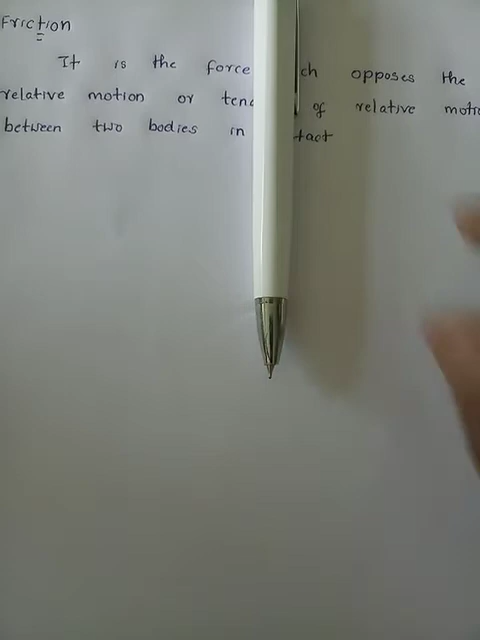 Friction
It is the force ch opposes the
relative motion or tend of relative motio
between two bodies in tact